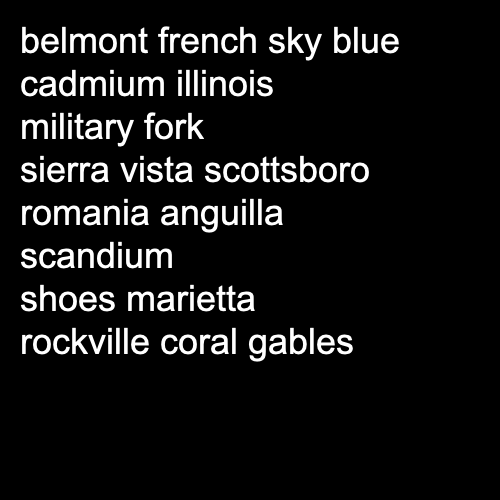 belmont french sky blue
cadmium illinois
military fork
sierra vista scottsboro
romania anguilla
scandium
shoes marietta
rockville coral gables